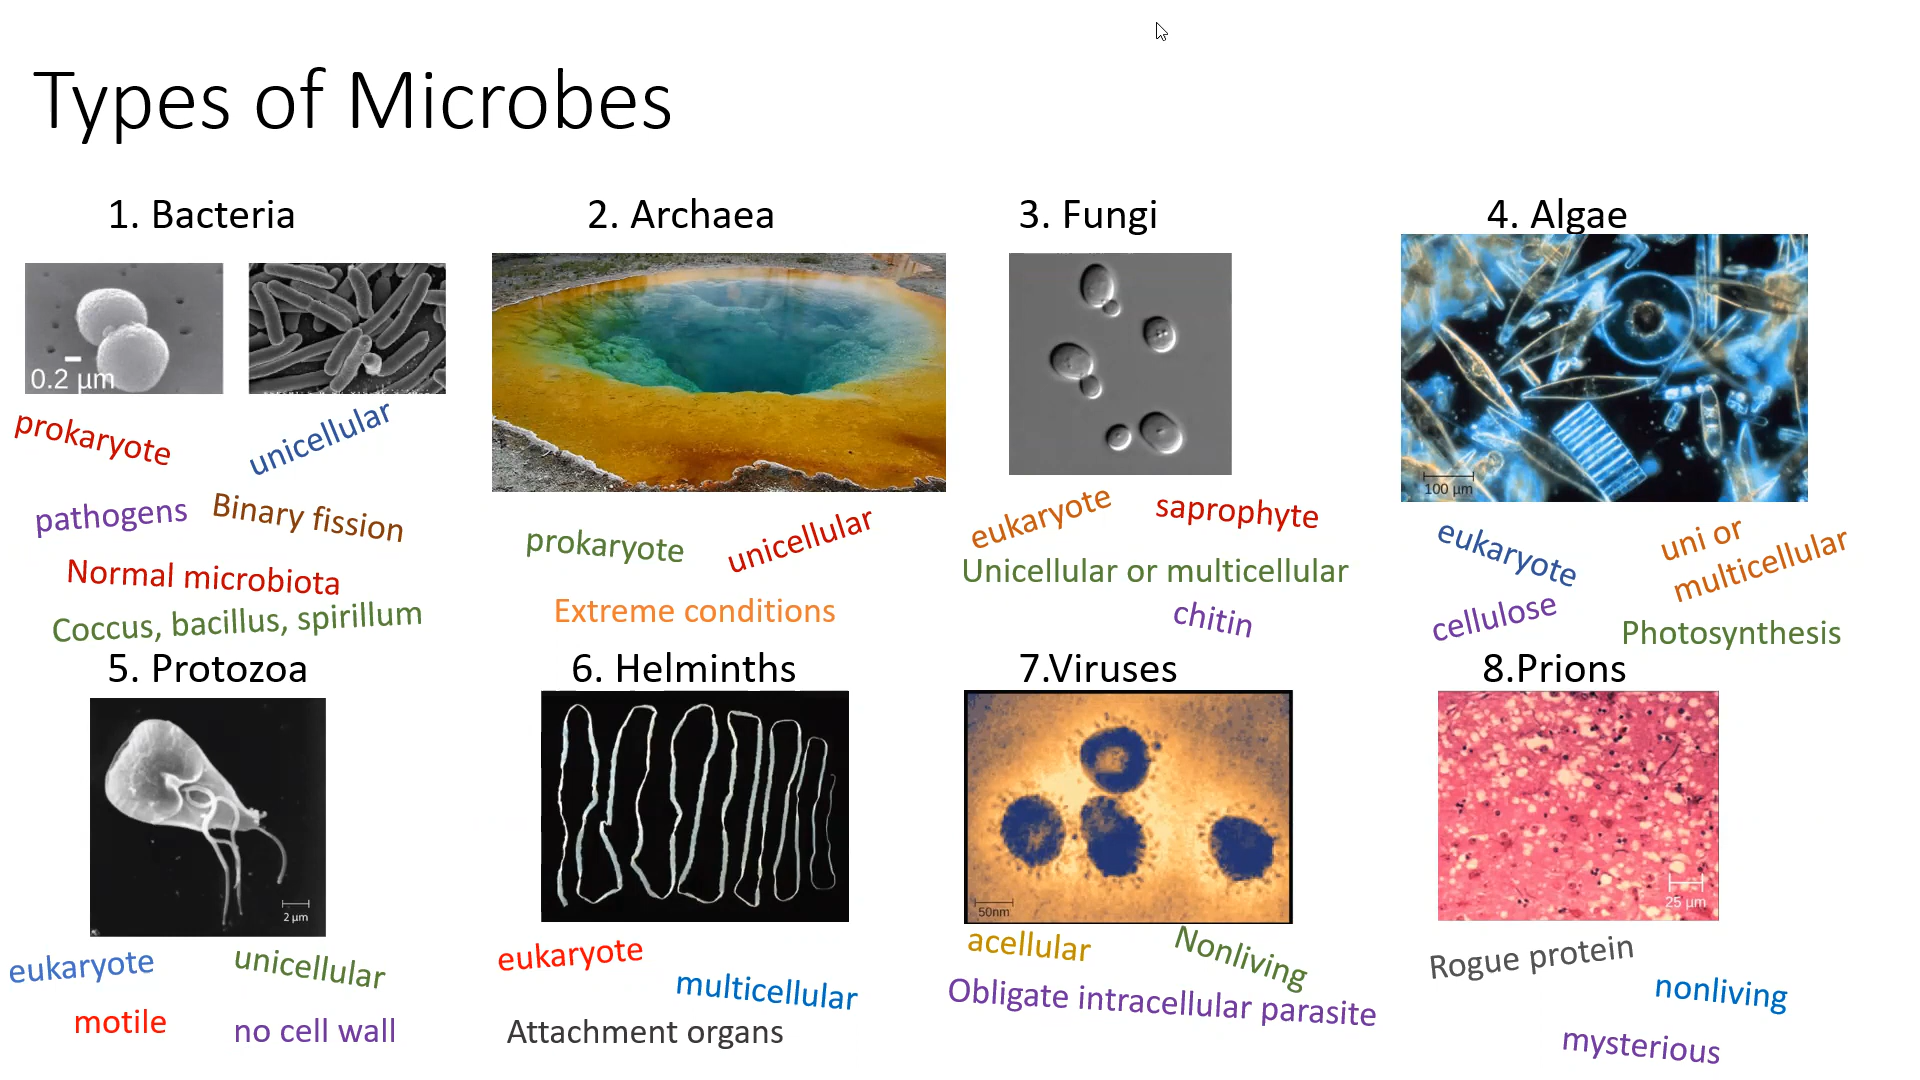 Types of Microbes
1. Bacteria
0.2 µm
prokaryote
unicellular
pathogens
Binary fission
Normal microbiota
Coccus, bacillus, spirillum
2. Archaea
prokaryote
unicellular
Extreme conditions
3. Fungi
eukaryote
saprophyte
Unicellular or multicellular
chitin
4. Algae
100 µm
eukaryote
uni or
multicellular
cellulose
Photosynthesis
5. Protozoa
2 µm
eukaryote
unicellular
motile
no cell wall
6. Helminths
eukaryote
multicellular
Attachment organs
7.Viruses
50nm
acellular
Nonliving
Obligate intracellular parasite
8.Prions
25 µm
Rogue protein
nonliving
mysterious